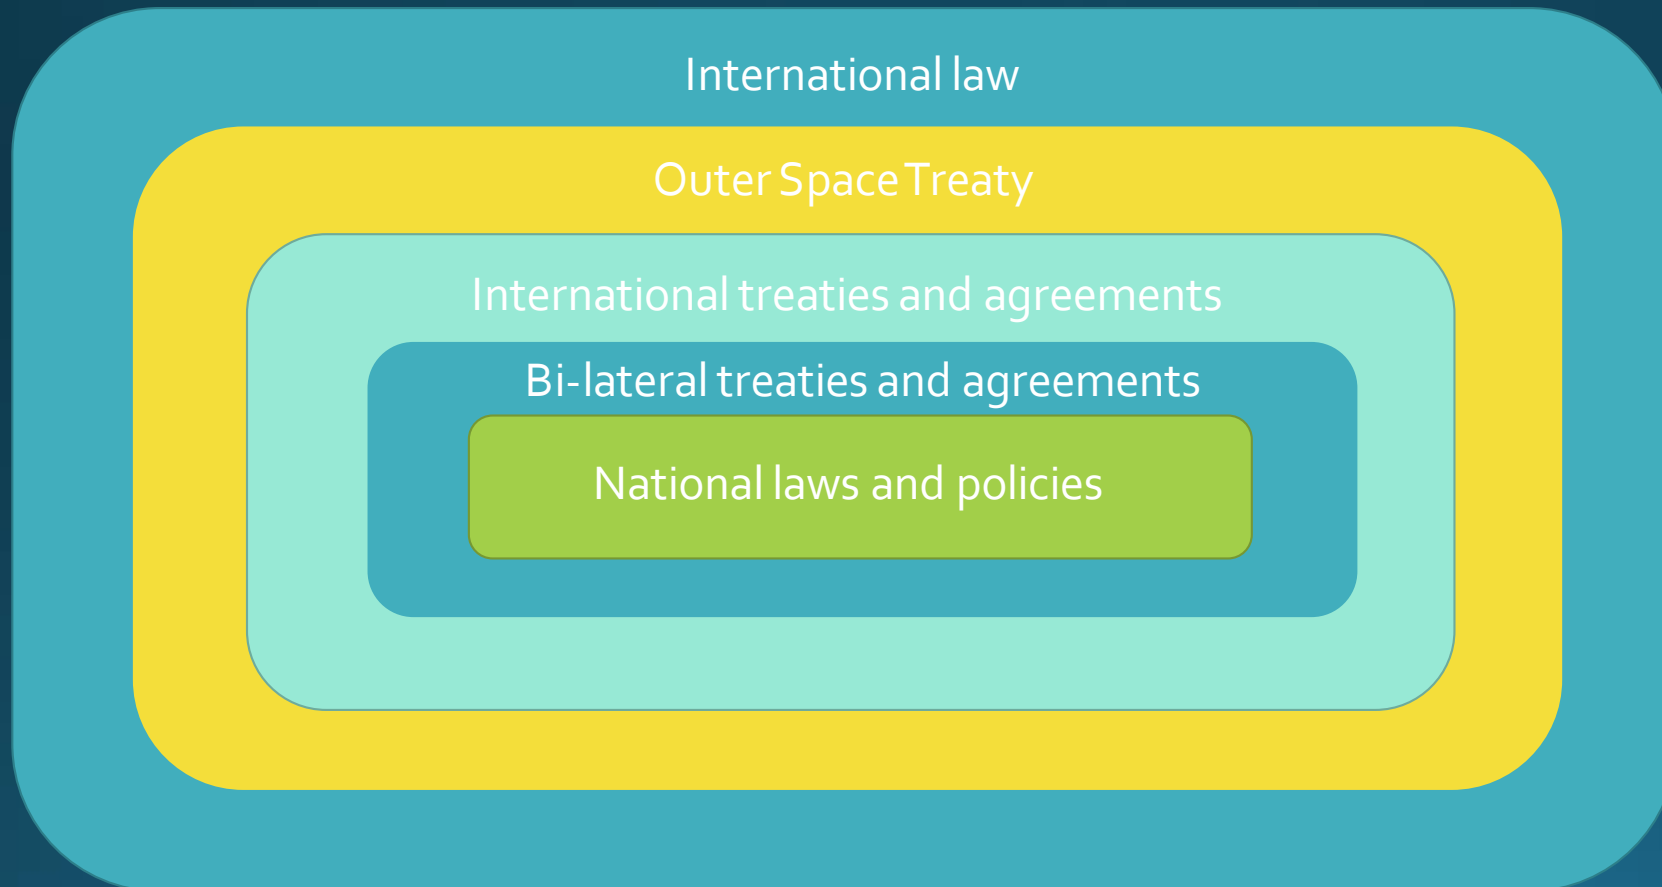 International law
Outer Space Treaty
International treaties and agreements
Bi-lateral treaties and agreements
National laws and policies